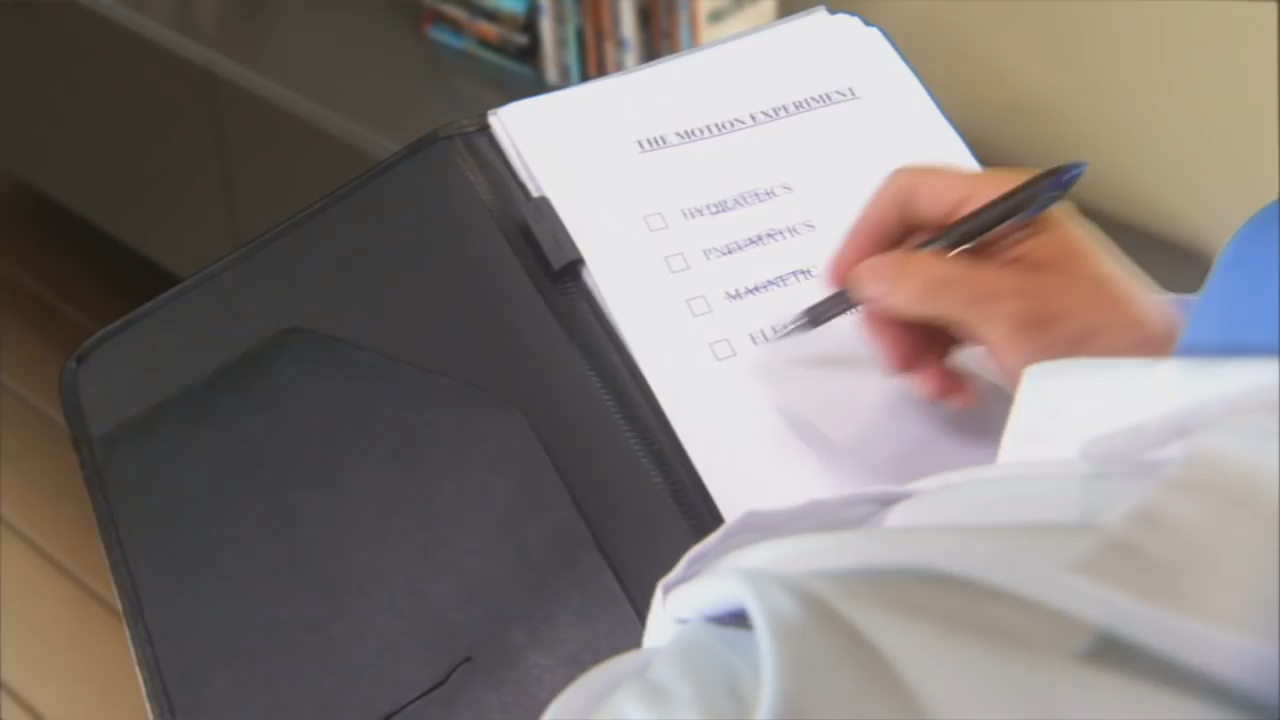 THE MOTION EXPERIMENT
HYDRAULICS
PNEUMATICS
MAGNETIC